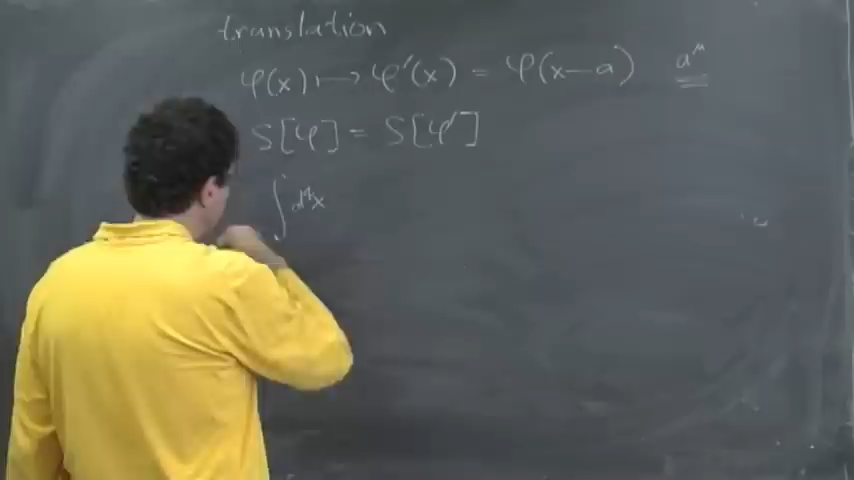 translation
φ(x) ⟼ φ'(x) = φ(x-a) a^μ
S[φ] = S[φ']
∫ d⁴x